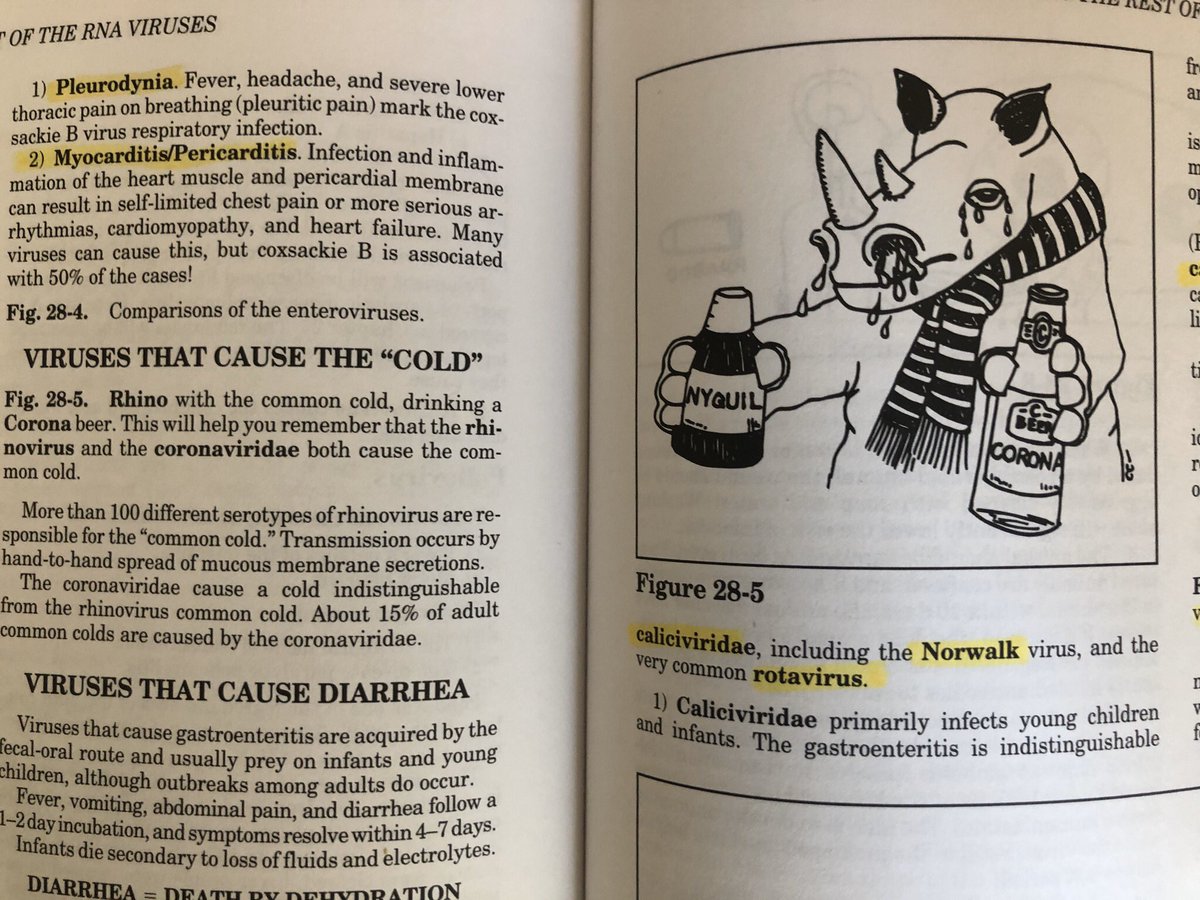 T OF THE RNA VIRUSES
1) Pleurodynia. Fever, headache, and severe lower
thoracic pain on breathing (pleuritic pain) mark the cox-
sackie B virus respiratory infection.
2) Myocarditis/Pericarditis. Infection and inflam-
mation of the heart muscle and pericardial membrane
can result in self-limited chest pain or more serious ar-
rhythmias, cardiomyopathy, and heart failure. Many
viruses can cause this, but coxsackie B is associated
with 50% of the cases!
Fig. 28-4. Comparisons of the enteroviruses.
VIRUSES THAT CAUSE THE “COLD”
Fig. 28-5. Rhino with the common cold, drinking a
Corona beer. This will help you remember that the rhi-
novirus and the coronaviridae both cause the com-
mon cold.
More than 100 different serotypes of rhinovirus are re-
sponsible for the “common cold.” Transmission occurs by
hand-to-hand spread of mucous membrane secretions.
The coronaviridae cause a cold indistinguishable
from the rhinovirus common cold. About 15% of adult
common colds are caused by the coronaviridae.
VIRUSES THAT CAUSE DIARRHEA
Viruses that cause gastroenteritis are acquired by the
fecal-oral route and usually prey on infants and young
children, although outbreaks among adults do occur.
Fever, vomiting, abdominal pain, and diarrhea follow a
1–2 day incubation, and symptoms resolve within 4–7 days.
Infants die secondary to loss of fluids and electrolytes.
DIARRHEA = DEATH BY DEHYDRATION
THE REST OF
NYQUIL
C
C
BEER
CORONA
Figure 28-5
caliciviridae, including the Norwalk virus, and the
very common rotavirus.
1) Caliciviridae primarily infects young children
and infants. The gastroenteritis is indistinguishable